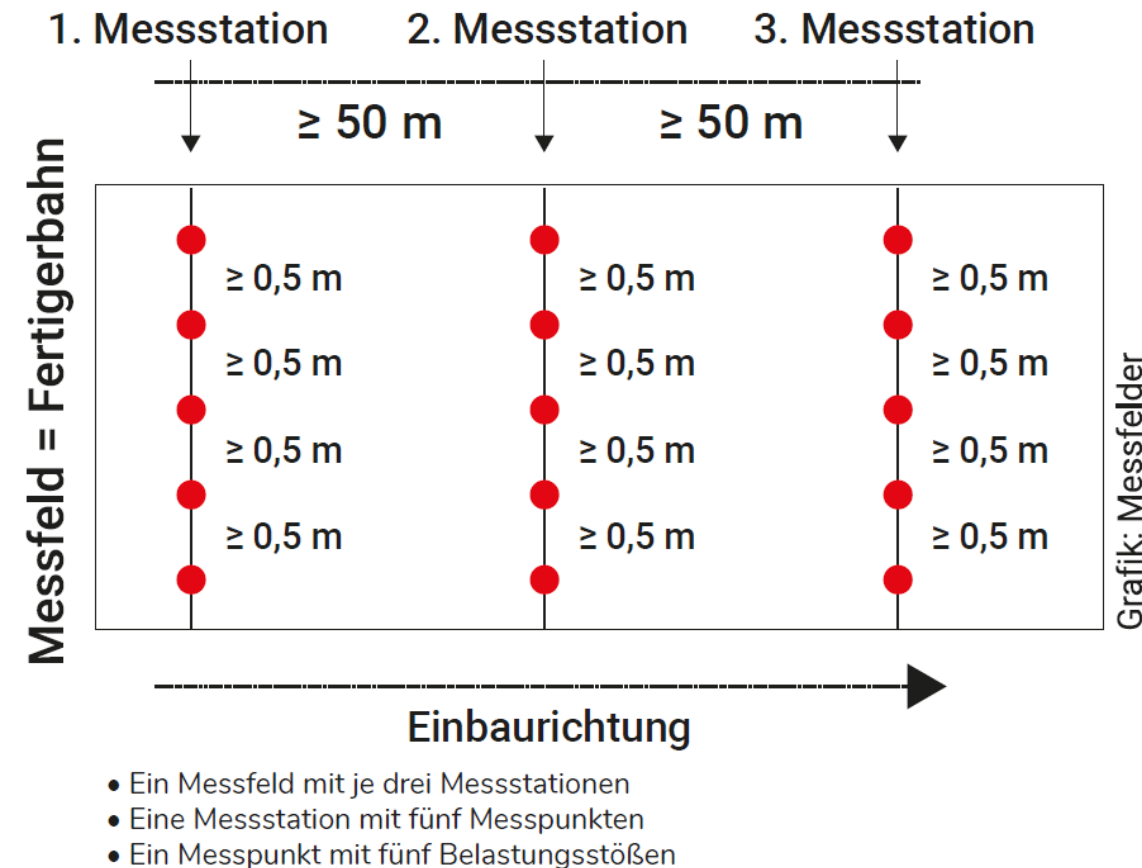 1. Messstation 2. Messstation 3. Messstation
≥ 50 m ≥ 50 m
Messfeld = Fertigerbahn
≥ 0,5 m ≥ 0,5 m ≥ 0,5 m
≥ 0,5 m ≥ 0,5 m ≥ 0,5 m
≥ 0,5 m ≥ 0,5 m ≥ 0,5 m
≥ 0,5 m ≥ 0,5 m ≥ 0,5 m
Grafik: Messfelder
Einbaurichtung
• Ein Messfeld mit je drei Messstationen
• Eine Messstation mit fünf Messpunkten
• Ein Messpunkt mit fünf Belastungsstößen